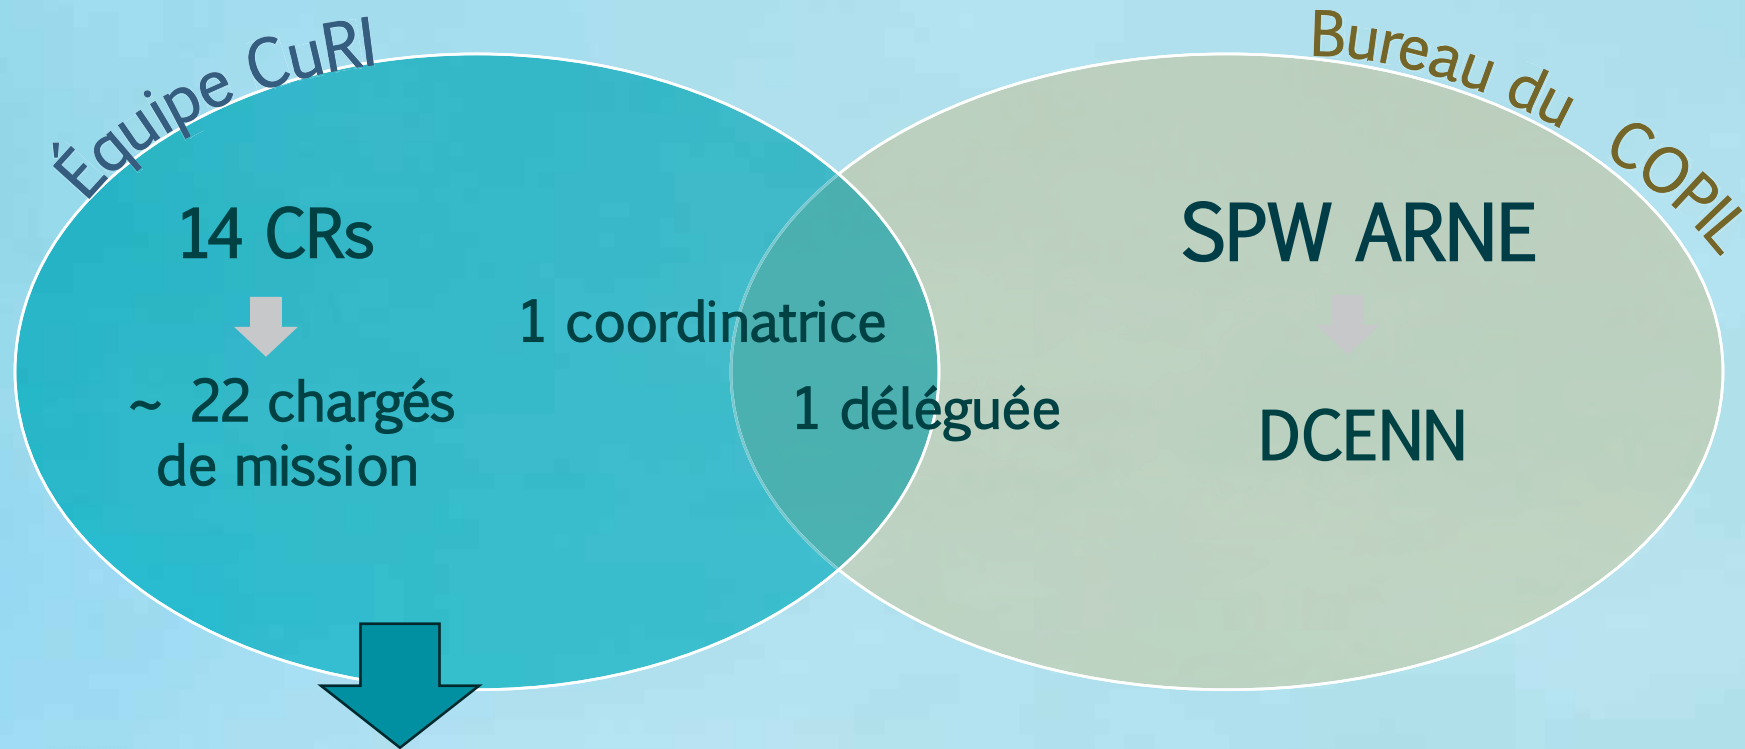 Équipe CuRI
14 CRs
~ 22 chargés
de mission
1 coordinatrice
1 déléguée
Bureau du COPIL
SPW ARNE
DCENN